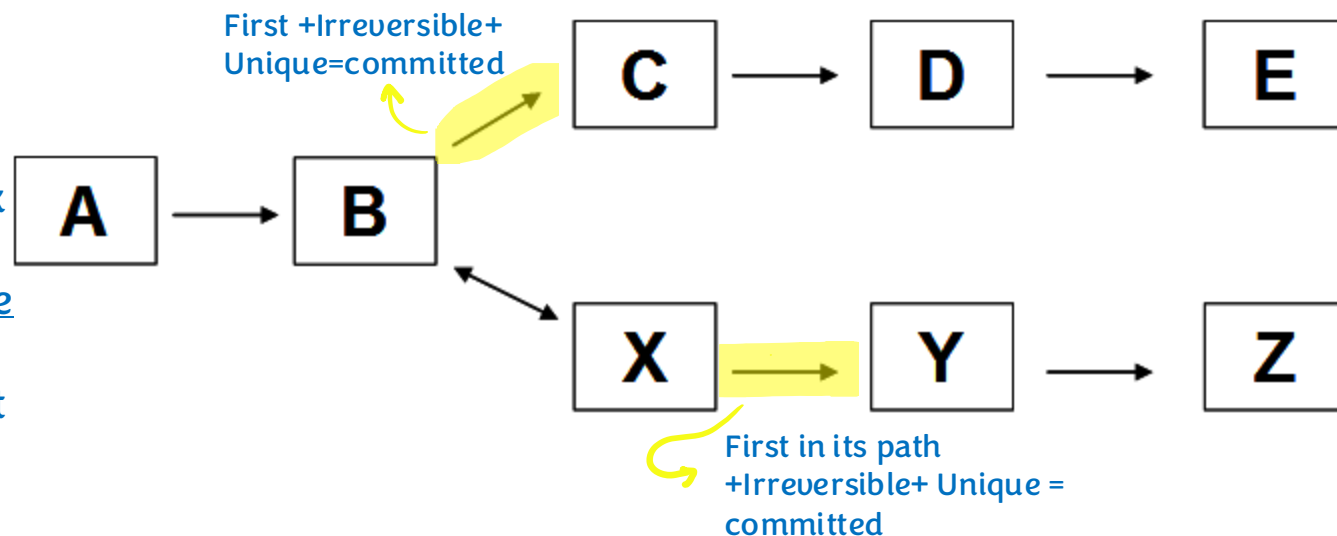 First +Irreversible+
Unique=committed
C
D
E
A
B
X
Y
Z
First in its path
+Irreversible+ Unique =
committed